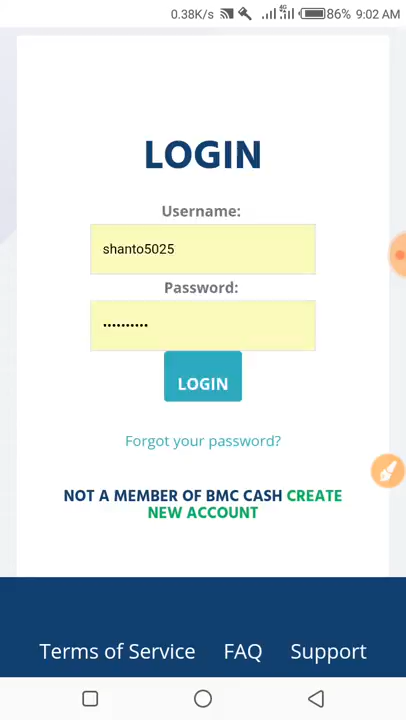 0.38K/s 4G 86% 9:02 AM
LOGIN
Username:
shanto5025
Password:
••••••••••
LOGIN
Forgot your password?
NOT A MEMBER OF BMC CASH CREATE
NEW ACCOUNT
Terms of Service FAQ Support